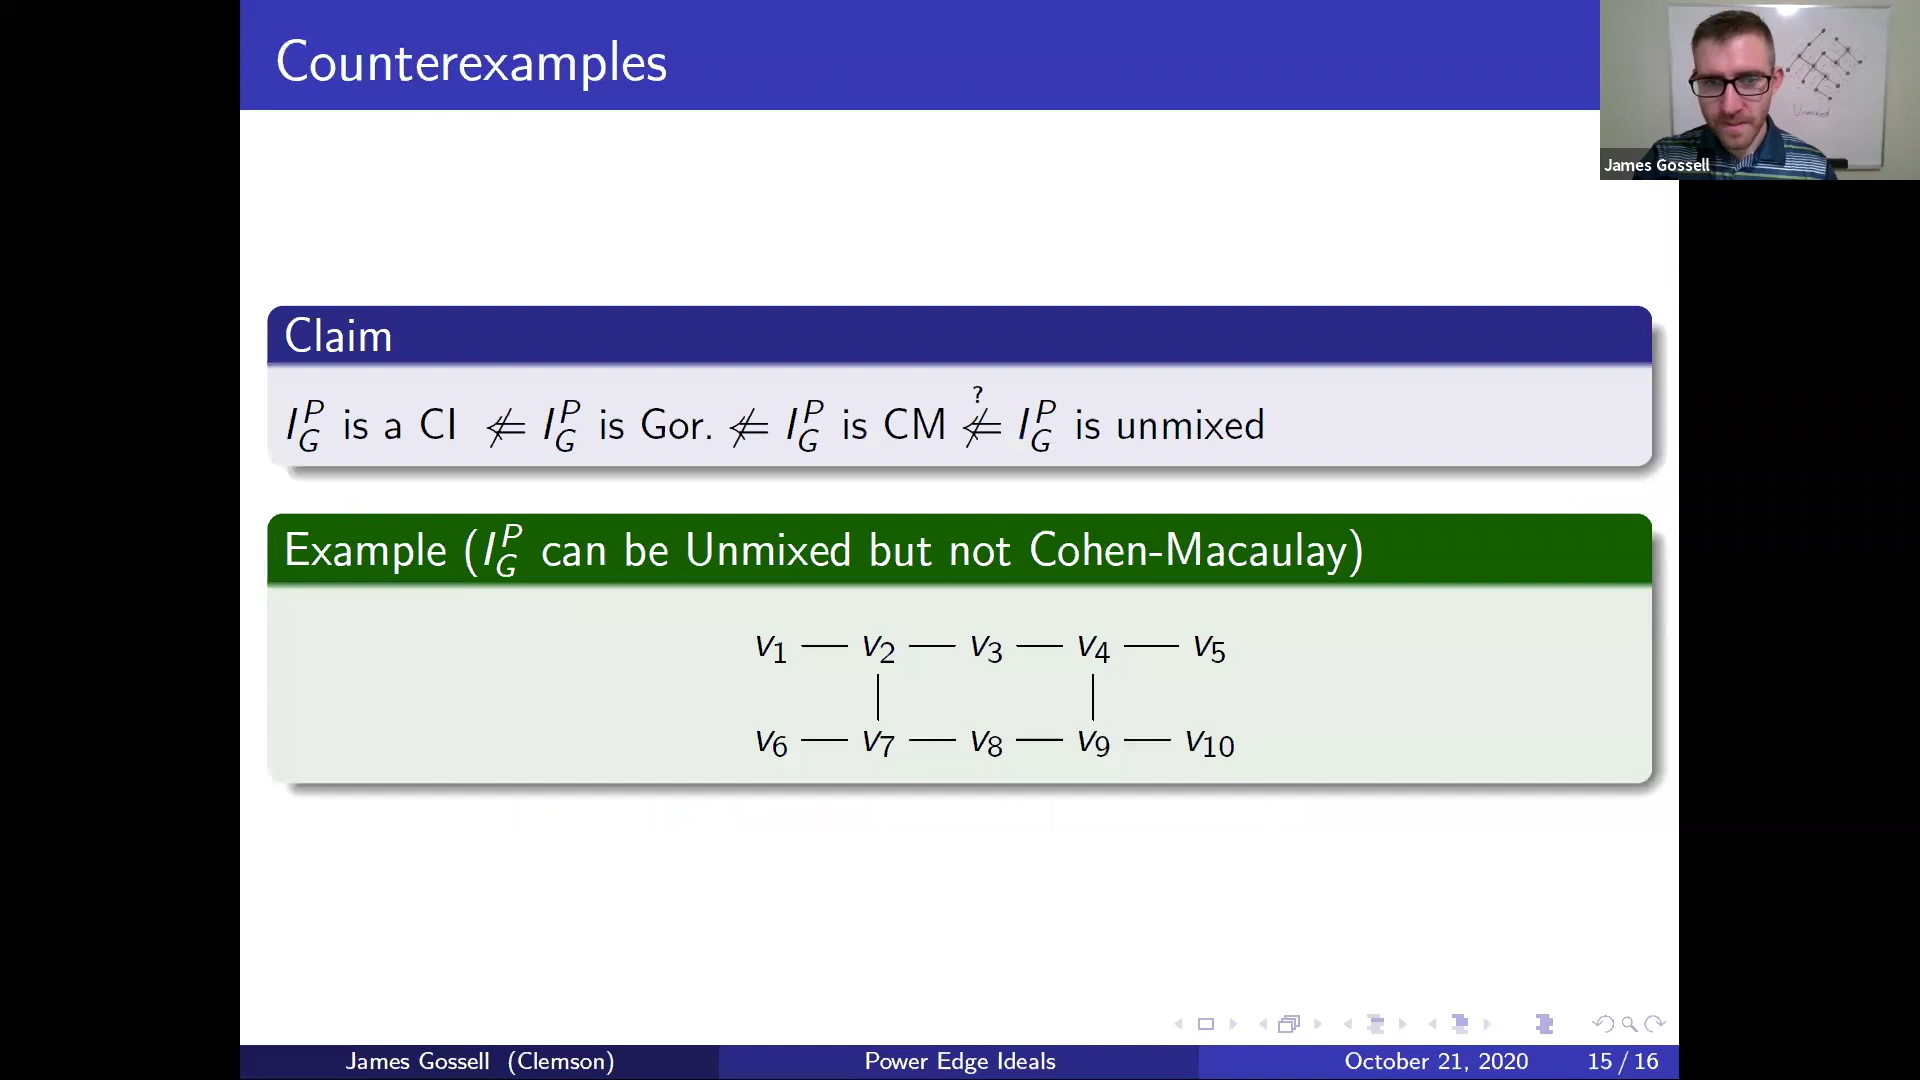 Counterexamples
Unmixed
James Gossell
Claim
I_G^P is a CI ⇍ I_G^P is Gor. ⇍ I_G^P is CM ⇍^? I_G^P is unmixed
Example (I_G^P can be Unmixed but not Cohen-Macaulay)
v₁ — v₂ — v₃ — v₄ — v₅
v₆ — v₇ — v₈ — v₉ — v₁₀
James Gossell (Clemson) Power Edge Ideals October 21, 2020 15 / 16